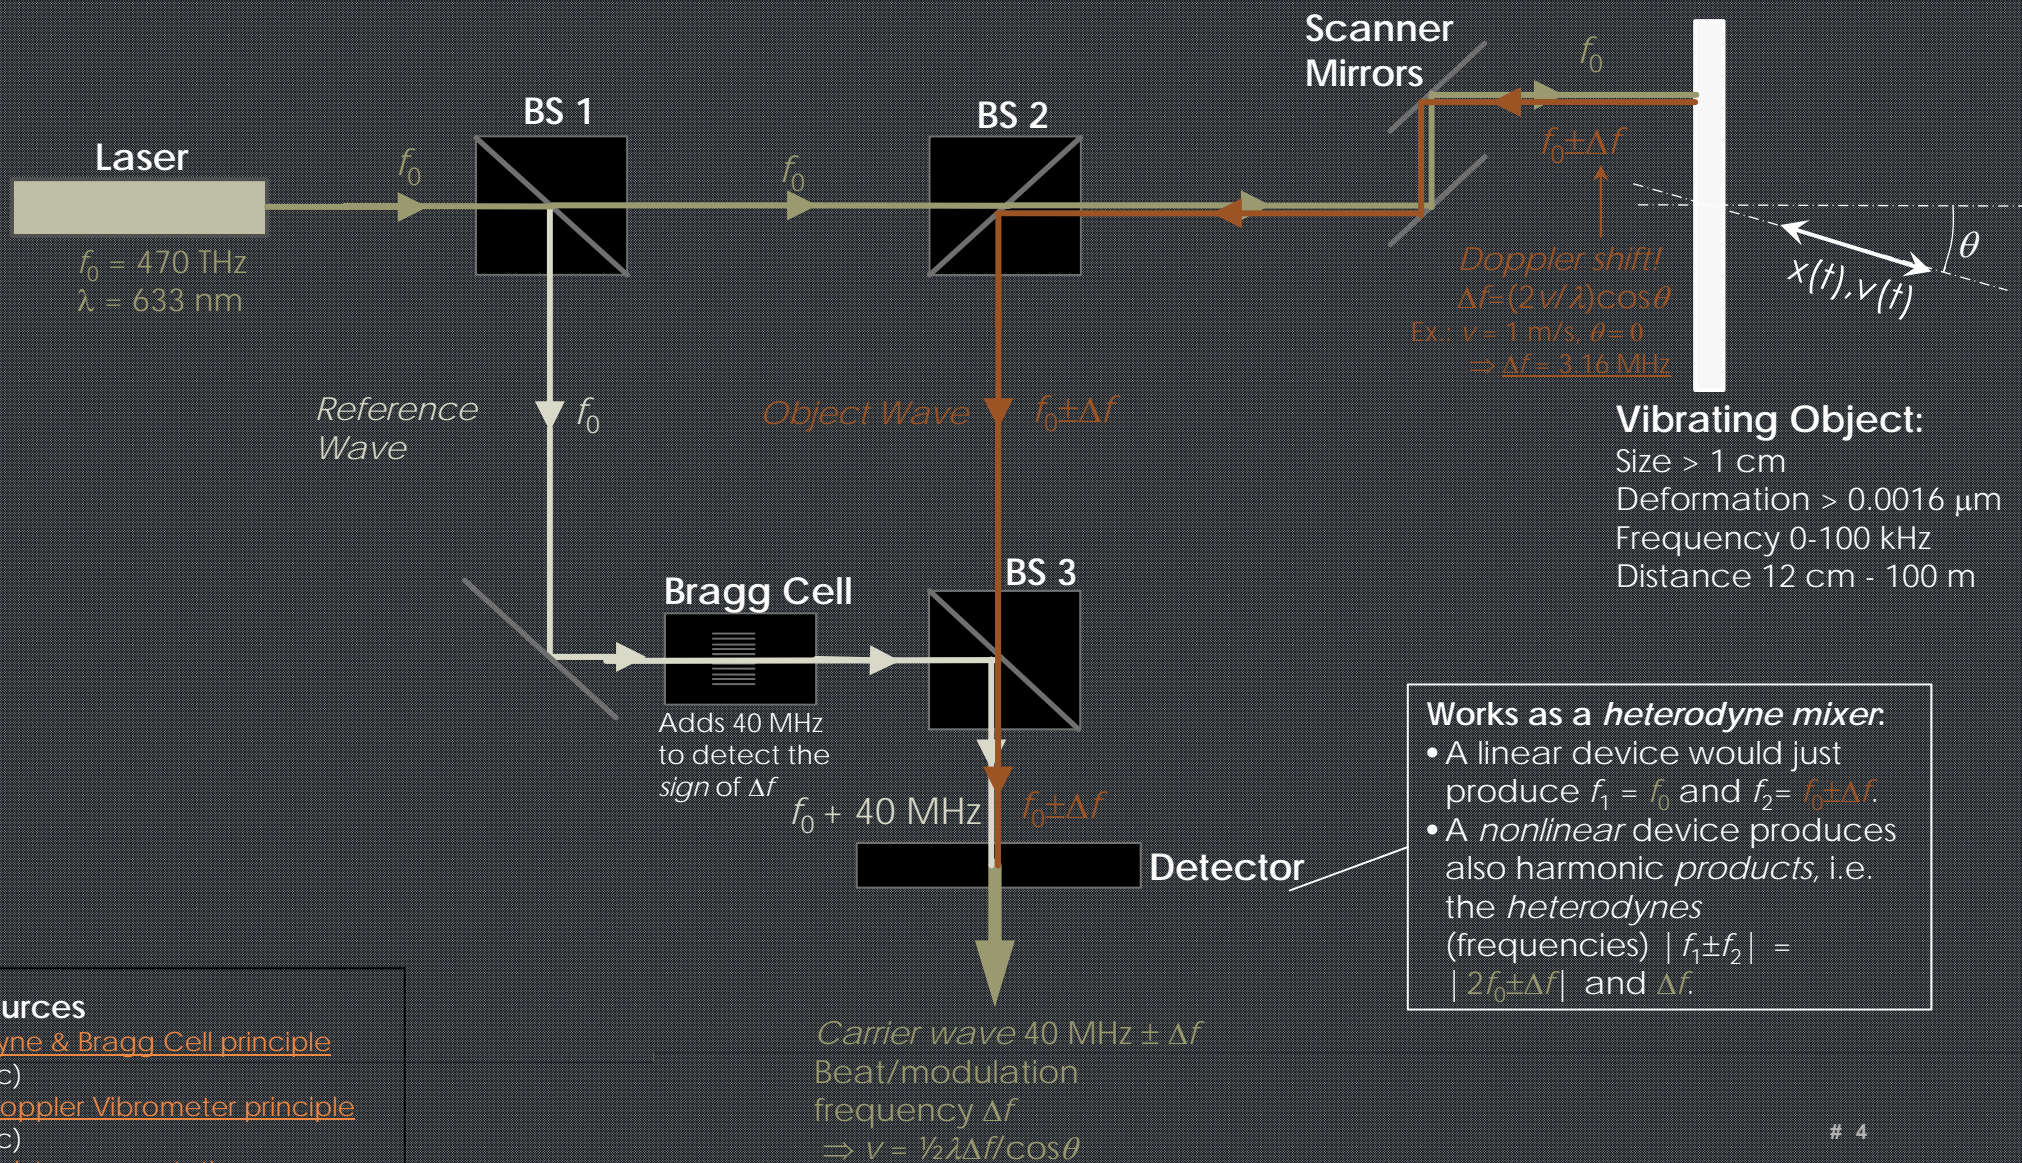 Scanner
Mirrors
f0
BS 1
BS 2
Laser
f0
f0
f0±Δf
θ
x(t),v(t)
f0 = 470 THz
λ = 633 nm
Doppler shift!
Δf=(2v/λ)cosθ
Ex.: v = 1 m/s, θ = 0
⇒ Δf = 3.16 MHz
Reference
Wave
f0
Object Wave
f0±Δf
Vibrating Object:
Size > 1 cm
Deformation > 0.0016 μm
Frequency 0-100 kHz
Distance 12 cm - 100 m
BS 3
Bragg Cell
Adds 40 MHz
to detect the
sign of Δf
f0 + 40 MHz
f0±Δf
Detector
Works as a heterodyne mixer:
• A linear device would just
produce f1 = f0 and f2= f0±Δf.
• A nonlinear device produces
also harmonic products, i.e.
the heterodynes
(frequencies) |f1±f2| =
|2f0±Δf| and Δf.
Carrier wave 40 MHz ± Δf
Beat/modulation
frequency Δf
⇒ v = ½λΔf/cosθ
urces
yne & Bragg Cell principle
c)
oppler Vibrometer principle
c)
# 4